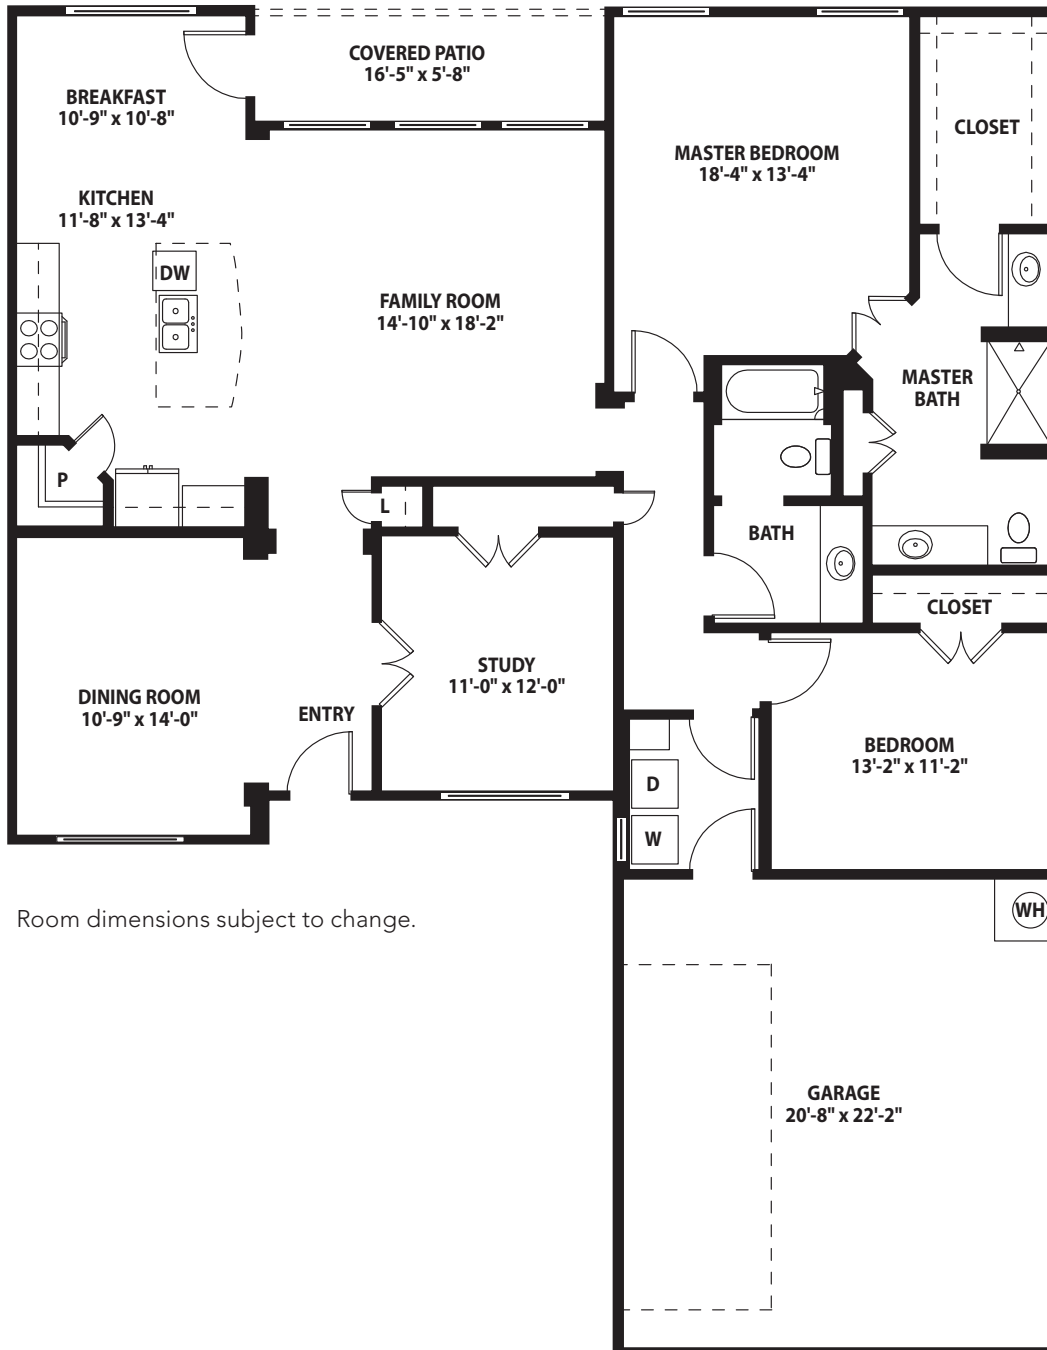 COVERED PATIO
16'-5" x 5'-8"
BREAKFAST
10'-9" x 10'-8"
CLOSET
MASTER BEDROOM
18'-4" x 13'-4"
KITCHEN
11'-8" x 13'-4"
DW
FAMILY ROOM
14'-10" x 18'-2"
MASTER
BATH
P
L
BATH
CLOSET
STUDY
11'-0" x 12'-0"
DINING ROOM
10'-9" x 14'-0"
ENTRY
BEDROOM
13'-2" x 11'-2"
D
W
WH
Room dimensions subject to change.
GARAGE
20'-8" x 22'-2"